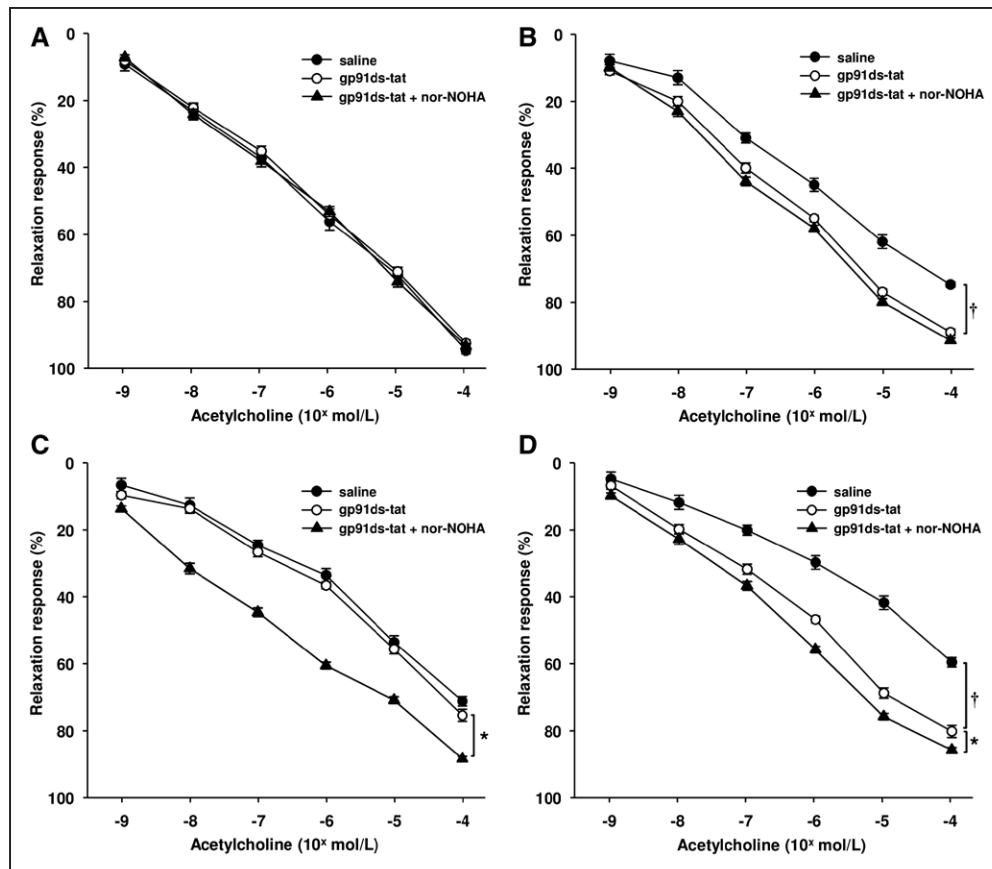 A
0
20
40
60
80
100
Relaxation response (%)
saline
gp91ds-tat
gp91ds-tat + nor-NOHA
-9 -8 -7 -6 -5 -4
Acetylcholine (10ˣ mol/L)
B
0
20
40
60
80
100
Relaxation response (%)
saline
gp91ds-tat
gp91ds-tat + nor-NOHA
†
-9 -8 -7 -6 -5 -4
Acetylcholine (10ˣ mol/L)
C
0
20
40
60
80
100
Relaxation response (%)
saline
gp91ds-tat
gp91ds-tat + nor-NOHA
*
-9 -8 -7 -6 -5 -4
Acetylcholine (10ˣ mol/L)
D
0
20
40
60
80
100
Relaxation response (%)
saline
gp91ds-tat
gp91ds-tat + nor-NOHA
†
*
-9 -8 -7 -6 -5 -4
Acetylcholine (10ˣ mol/L)